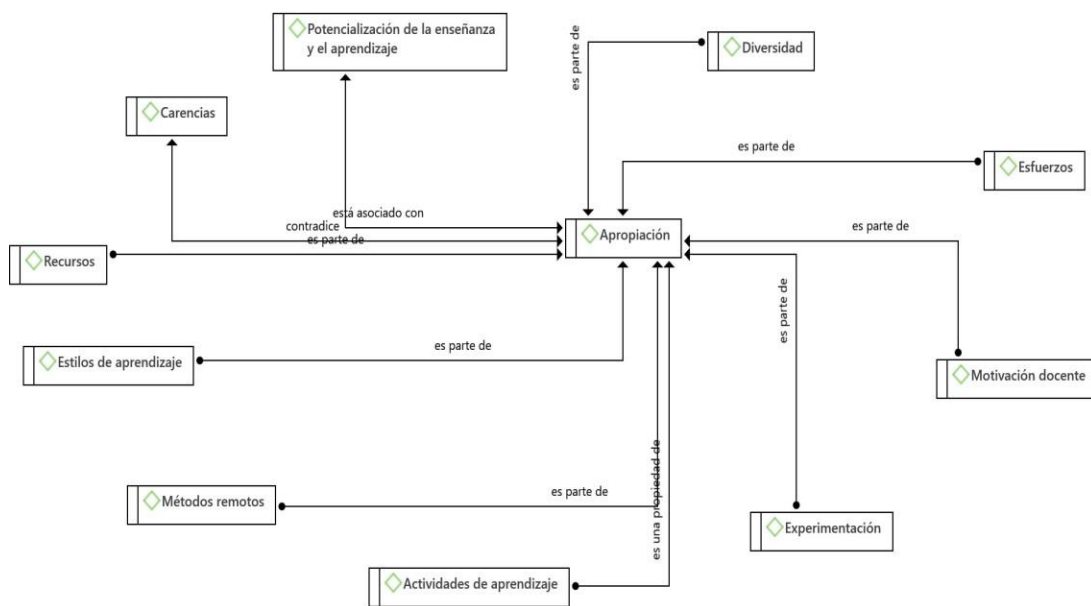 Potencialización de la enseñanza
y el aprendizaje
Diversidad
es parte de
Carencias
es parte de
Esfuerzos
está asociado con
contradice
es parte de
Apropiación
es parte de
Recursos
es parte de
Estilos de aprendizaje
es parte de
Motivación docente
Métodos remotos
es parte de
es una propiedad de
Experimentación
Actividades de aprendizaje